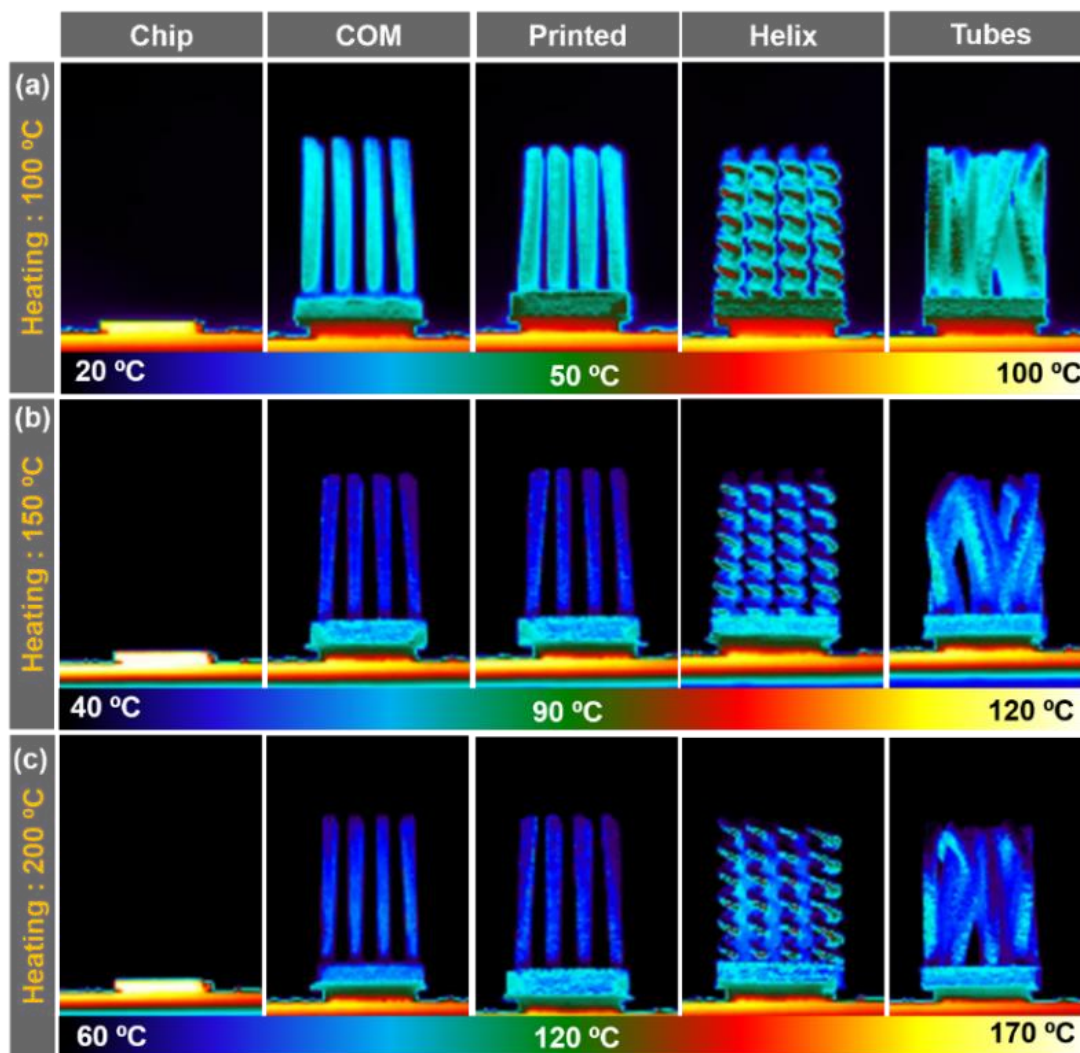 Chip COM Printed Helix Tubes
(a)
Heating : 100 ºC
20 ºC 50 ºC 100 ºC
(b)
Heating : 150 ºC
40 ºC 90 ºC 120 ºC
(c)
Heating : 200 ºC
60 ºC 120 ºC 170 ºC